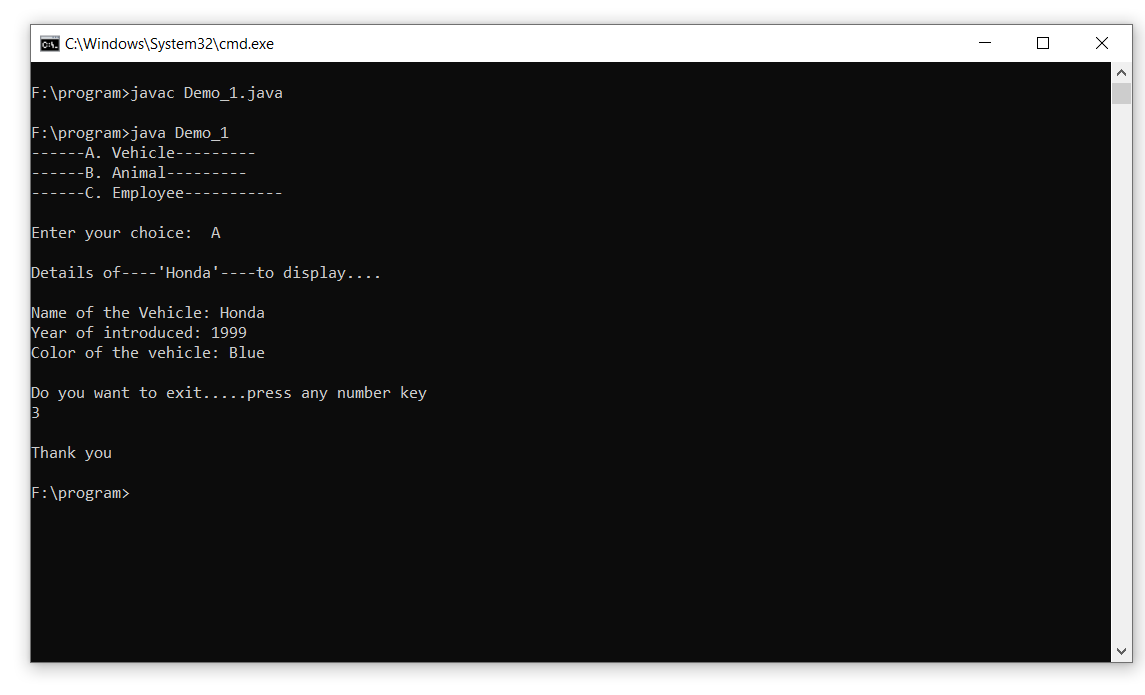 C:\Windows\System32\cmd.exe
F:\program>javac Demo_1.java
F:\program>java Demo_1
------A. Vehicle---------
------B. Animal---------
------C. Employee-----------
Enter your choice:  A
Details of----'Honda'----to display....
Name of the Vehicle: Honda
Year of introduced: 1999
Color of the vehicle: Blue
Do you want to exit.....press any number key
3
Thank you
F:\program>